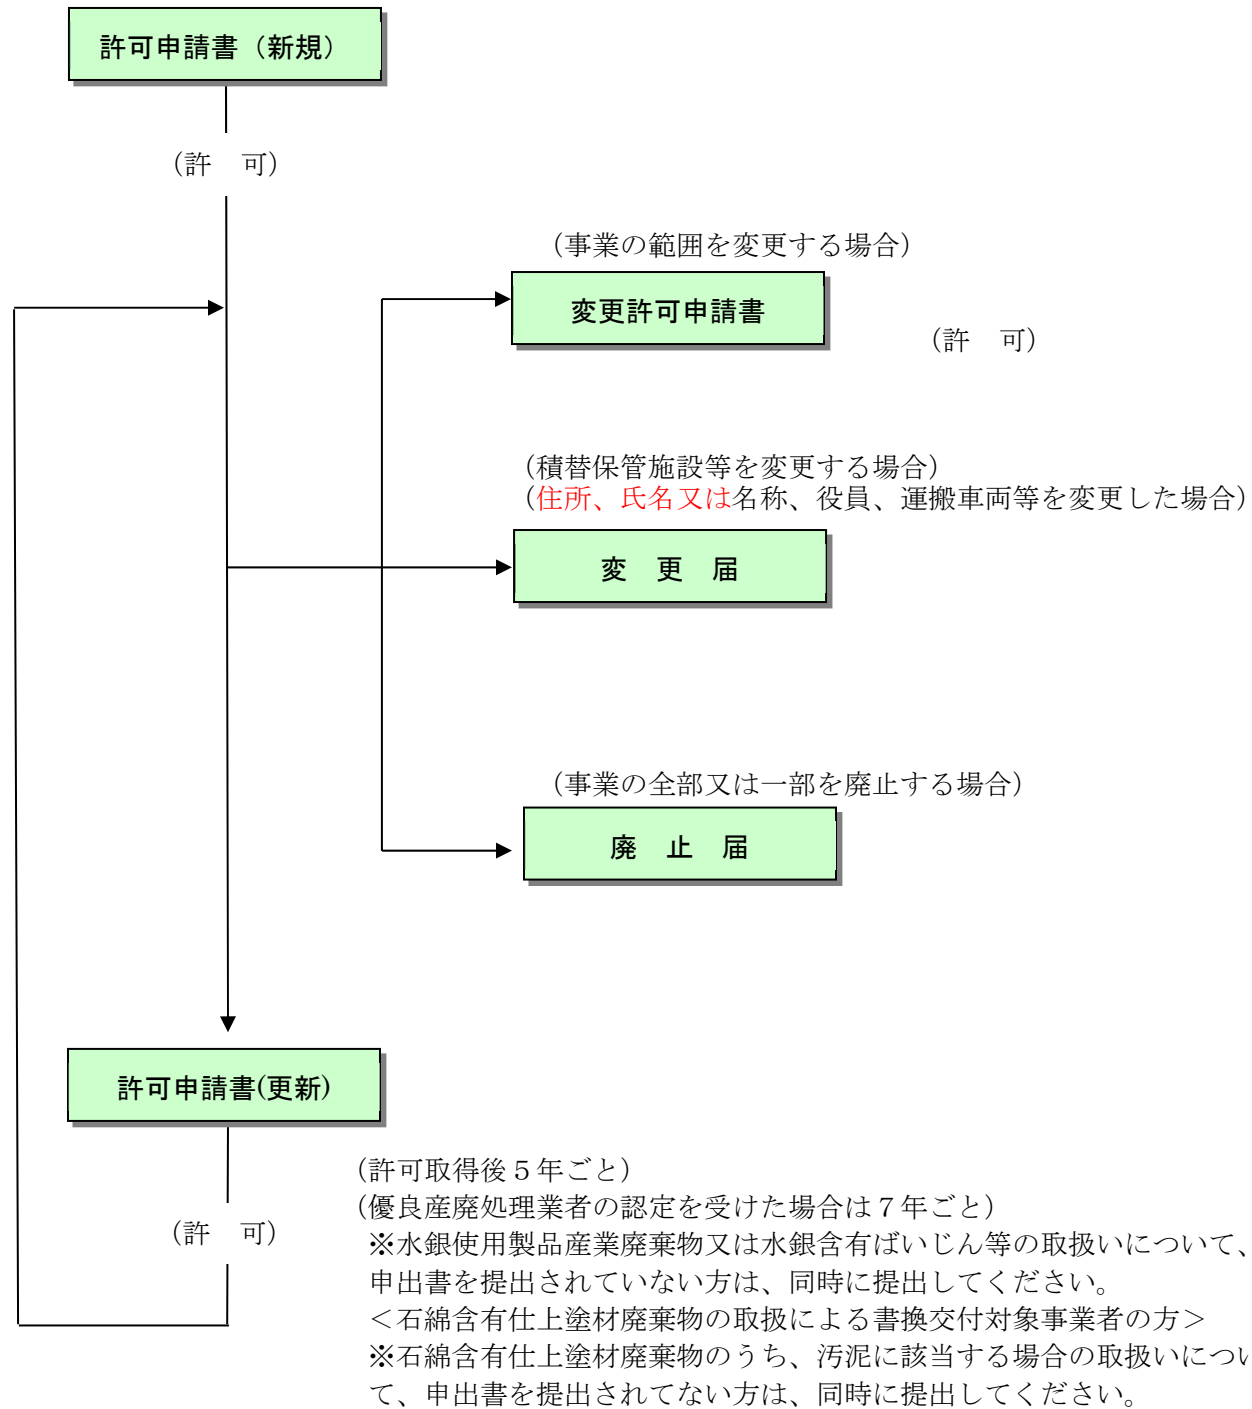 許可申請書（新規）
（許　可）
（事業の範囲を変更する場合）
変更許可申請書
（許　可）
（積替保管施設等を変更する場合）
（住所、氏名又は名称、役員、運搬車両等を変更した場合）
変　更　届
（事業の全部又は一部を廃止する場合）
廃　止　届
許可申請書(更新)
（許可取得後５年ごと）
（優良産廃処理業者の認定を受けた場合は７年ごと）
（許　可）
※水銀使用製品産業廃棄物又は水銀含有ばいじん等の取扱いについて、
申出書を提出されていない方は、同時に提出してください。
＜石綿含有仕上塗材廃棄物の取扱による書換交付対象事業者の方＞
※石綿含有仕上塗材廃棄物のうち、汚泥に該当する場合の取扱いについ
て、申出書を提出されてない方は、同時に提出してください。